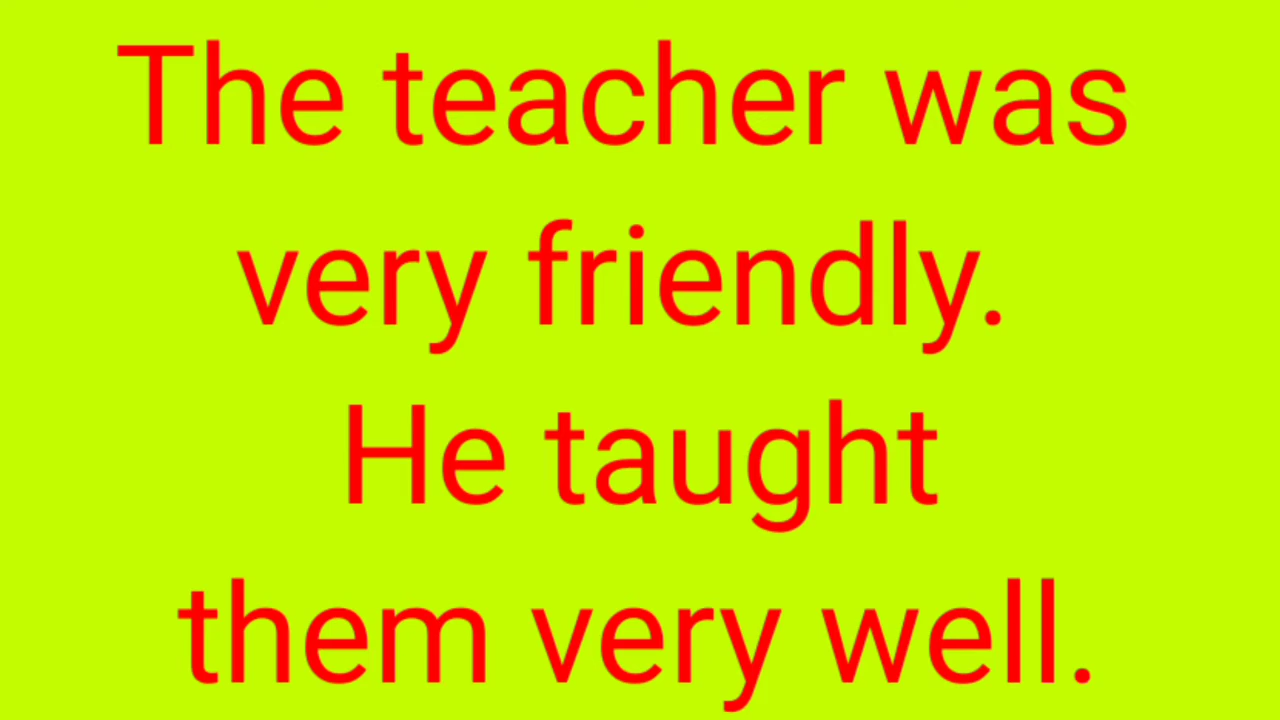 The teacher was
very friendly.
He taught
them very well.